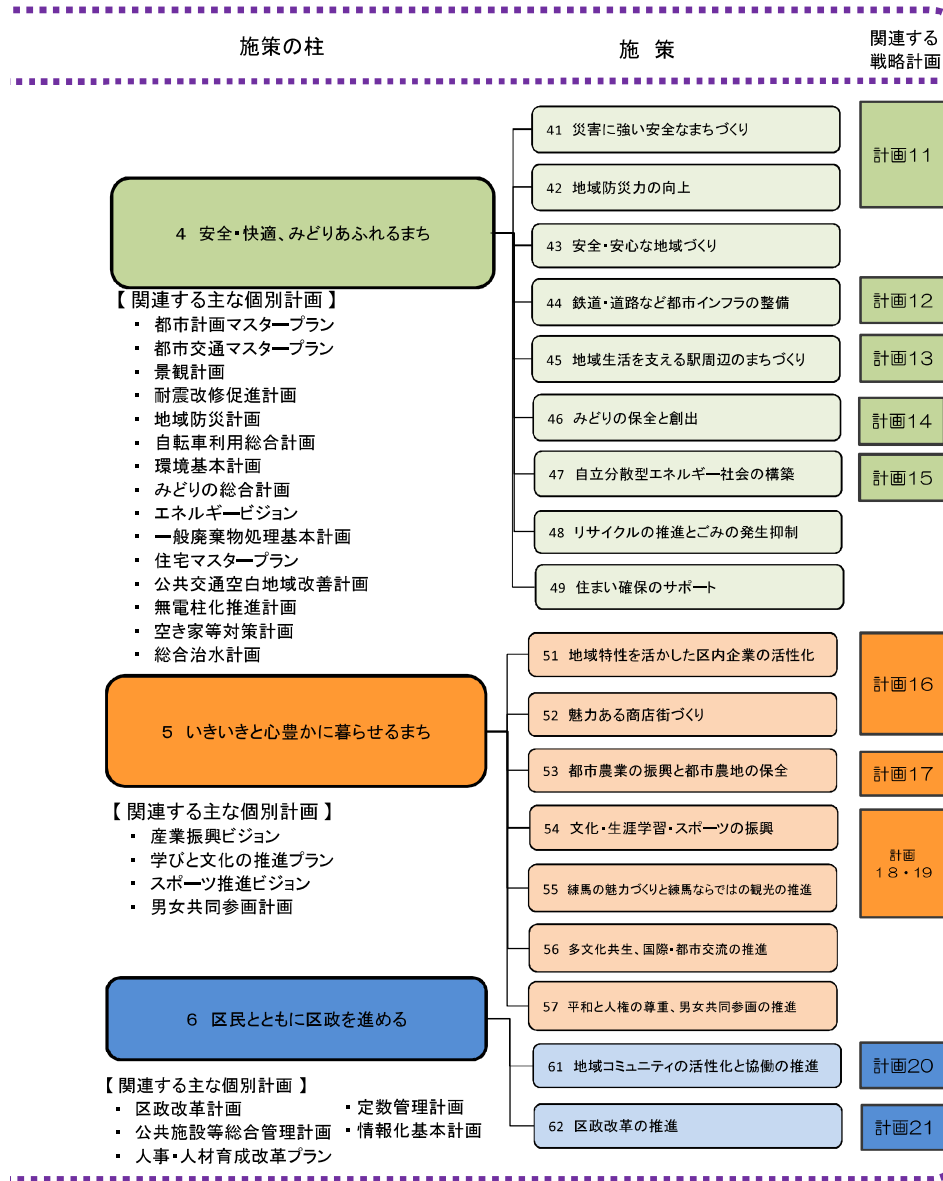 施策の柱
施 策
関連する
戦略計画
4 安全・快適、みどりあふれるまち
【 関連する主な個別計画 】
・ 都市計画マスタープラン
・ 都市交通マスタープラン
・ 景観計画
・ 耐震改修促進計画
・ 地域防災計画
・ 自転車利用総合計画
・ 環境基本計画
・ みどりの総合計画
・ エネルギービジョン
・ 一般廃棄物処理基本計画
・ 住宅マスタープラン
・ 公共交通空白地域改善計画
・ 無電柱化推進計画
・ 空き家等対策計画
・ 総合治水計画
41 災害に強い安全なまちづくり
42 地域防災力の向上
43 安全・安心な地域づくり
44 鉄道・道路など都市インフラの整備
45 地域生活を支える駅周辺のまちづくり
46 みどりの保全と創出
47 自立分散型エネルギー社会の構築
48 リサイクルの推進とごみの発生抑制
49 住まい確保のサポート
計画11
計画12
計画13
計画14
計画15
5 いきいきと心豊かに暮らせるまち
【 関連する主な個別計画 】
・ 産業振興ビジョン
・ 学びと文化の推進プラン
・ スポーツ推進ビジョン
・ 男女共同参画計画
51 地域特性を活かした区内企業の活性化
52 魅力ある商店街づくり
53 都市農業の振興と都市農地の保全
54 文化・生涯学習・スポーツの振興
55 練馬の魅力づくりと練馬ならではの観光の推進
56 多文化共生、国際・都市交流の推進
57 平和と人権の尊重、男女共同参画の推進
計画16
計画17
計画
18・19
6 区民とともに区政を進める
【 関連する主な個別計画 】
・ 区政改革計画
・ 公共施設等総合管理計画
・ 人事・人材育成改革プラン
・定数管理計画
・情報化基本計画
61 地域コミュニティの活性化と協働の推進
62 区政改革の推進
計画20
計画21